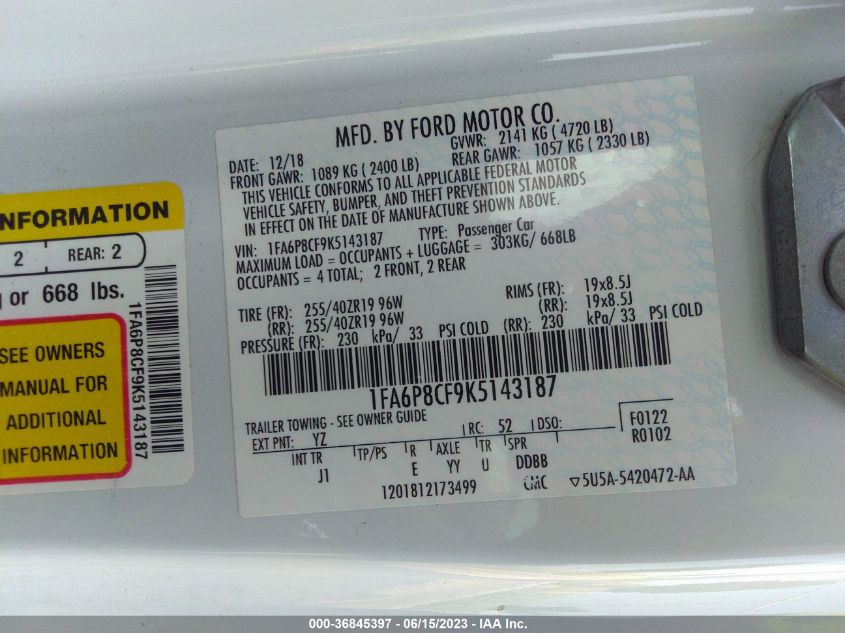 MFD. BY FORD MOTOR CO.
DATE: 12/18
GVWR: 2141 KG ( 4720 LB)
FRONT GAWR: 1089 KG ( 2400 LB)
REAR GAWR: 1057 KG ( 2330 LB)
THIS VEHICLE CONFORMS TO ALL APPLICABLE FEDERAL MOTOR
VEHICLE SAFETY, BUMPER, AND THEFT PREVENTION STANDARDS
IN EFFECT ON THE DATE OF MANUFACTURE SHOWN ABOVE.
VIN: 1FA6P8CF9K5143187 TYPE: Passenger Car
MAXIMUM LOAD = OCCUPANTS + LUGGAGE = 303KG/ 668LB
OCCUPANTS = 4 TOTAL; 2 FRONT, 2 REAR
TIRE (FR): 255/40ZR19 96W RIMS (FR): 19x8.5J
(RR): 255/40ZR19 96W (RR): 19x8.5J
PRESSURE (FR): 230 kPa/ 33 PSI COLD (RR): 230 kPa/ 33 PSI COLD
1FA6P8CF9K5143187
TRAILER TOWING - SEE OWNER GUIDE
EXT PNT: YZ RC: 52 DSO: F0122
R0102
INT TR TP/PS R AXLE TR SPR
J1 E YY U DDBB
1201812173499 CMC ▽5U5A-5420472-AA
NFORMATION
2 REAR: 2
g or 668 lbs.
SEE OWNERS
MANUAL FOR
ADDITIONAL
INFORMATION
1FA6P8CF9K5143187
000-36845397 - 06/15/2023 - IAA Inc.